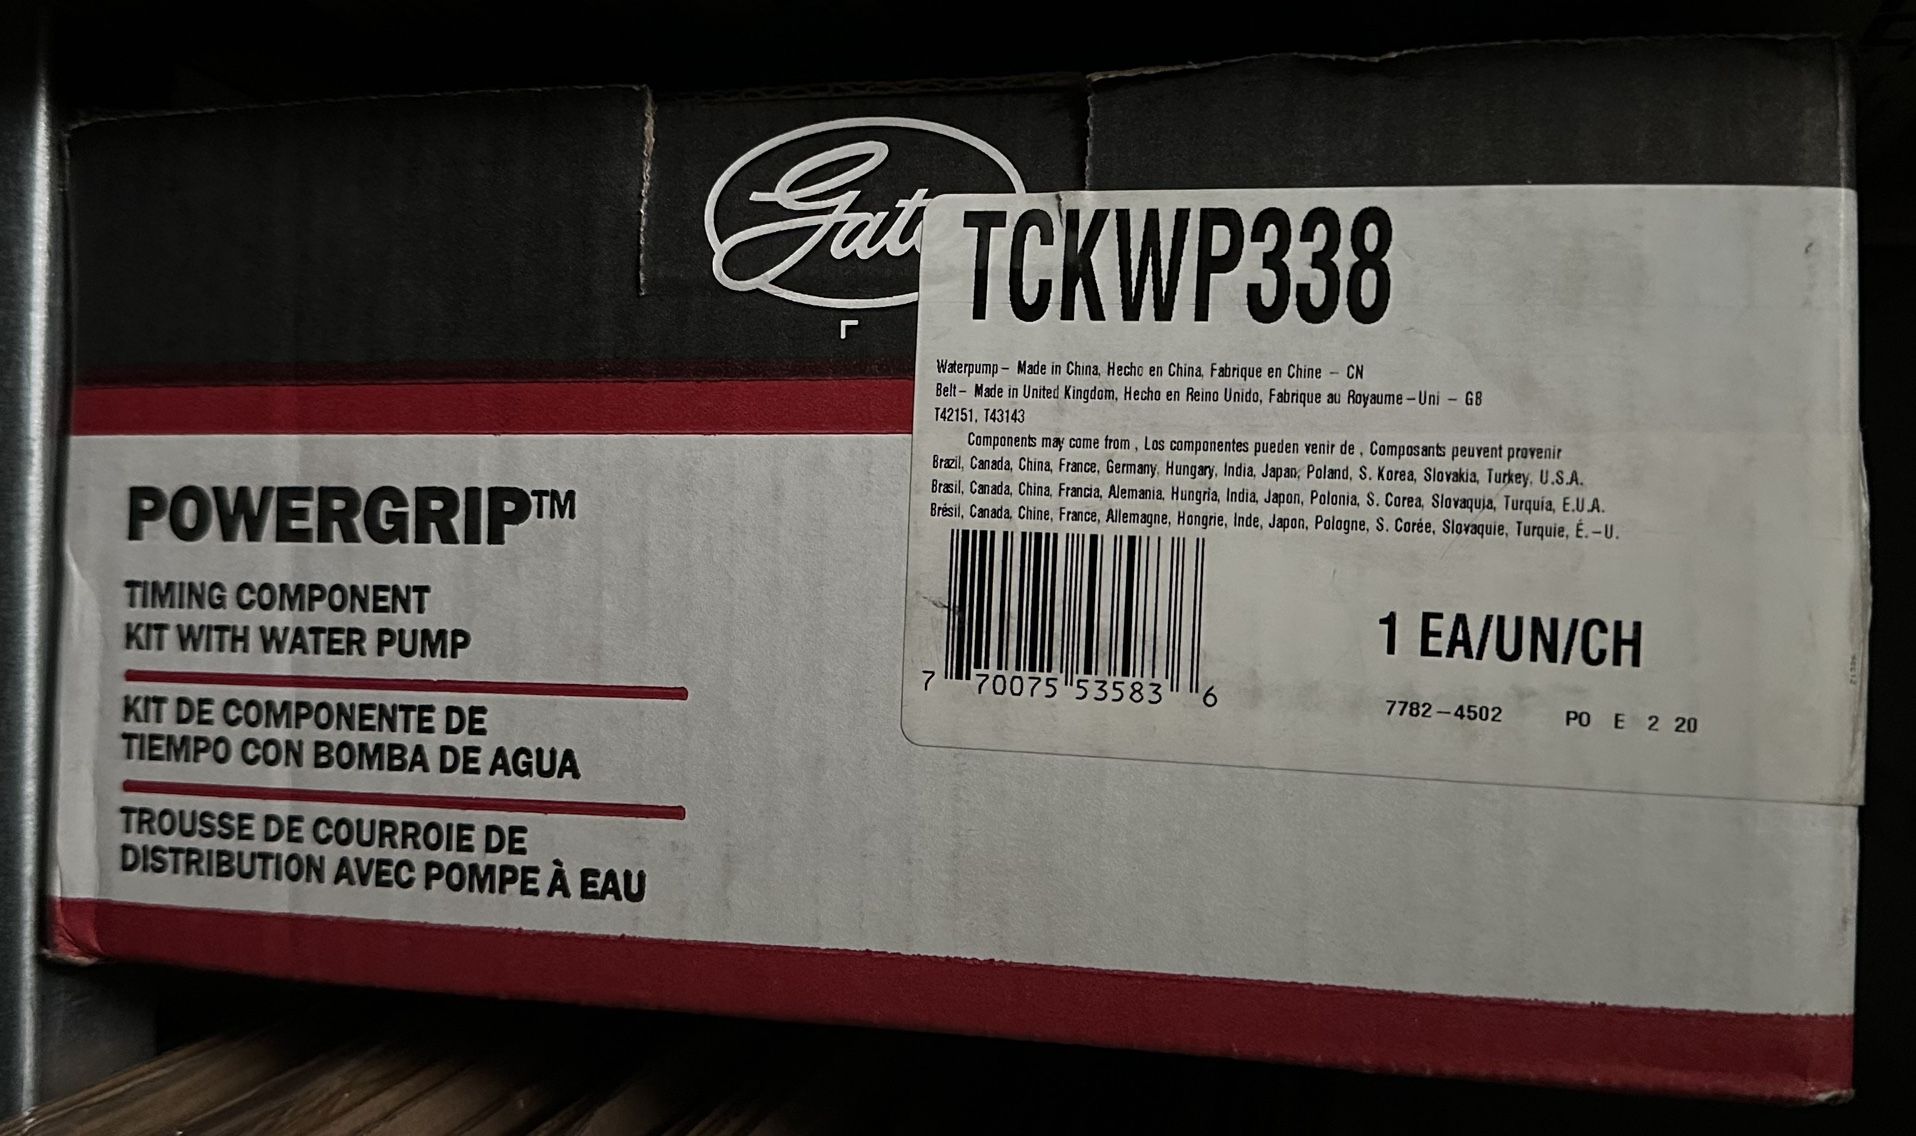 Gates
TCKWP338
Waterpump – Made in China, Hecho en China, Fabrique en Chine – CN
Belt – Made in United Kingdom, Hecho en Reino Unido, Fabrique au Royaume-Uni – GB
T42151, T43143
Components may come from , Los componentes pueden venir de , Composants peuvent provenir
Brazil, Canada, China, France, Germany, Hungary, India, Japan, Poland, S. Korea, Slovakia, Turkey, U.S.A.
Brasil, Canada, China, Francia, Alemania, Hungría, India, Japon, Polonia, S. Corea, Slovaquia, Turquía, E.U.A.
Brésil, Canada, Chine, France, Allemagne, Hongrie, Inde, Japon, Pologne, S. Corée, Slovaquie, Turquie, É.-U.
7 70075 53583 6
1 EA/UN/CH
7782-4502 PO E 2 20
POWERGRIP™
TIMING COMPONENT
KIT WITH WATER PUMP
KIT DE COMPONENTE DE
TIEMPO CON BOMBA DE AGUA
TROUSSE DE COURROIE DE
DISTRIBUTION AVEC POMPE À EAU